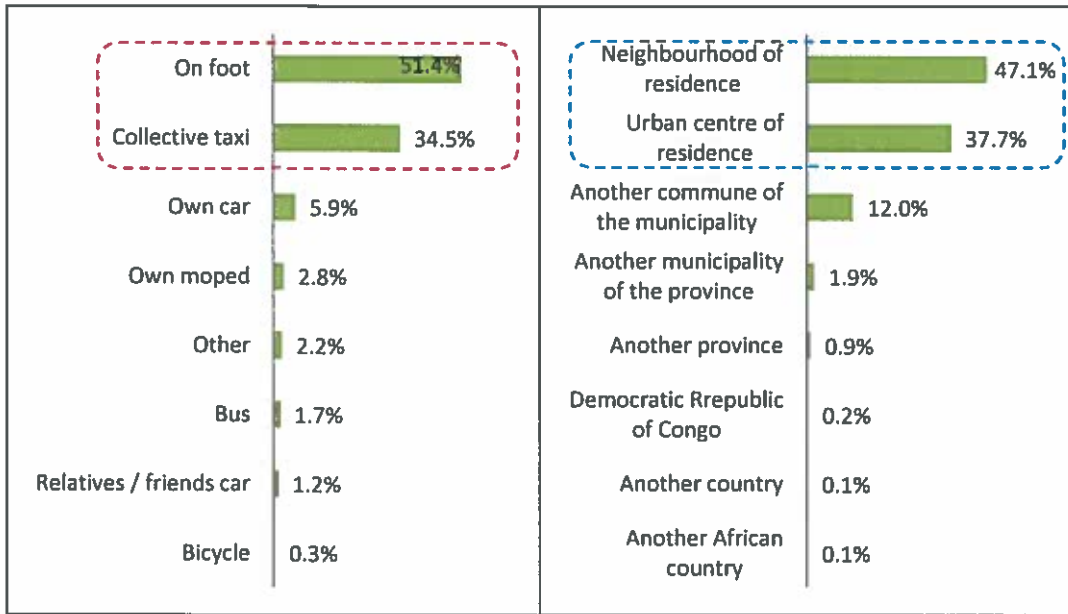 On foot
51.4%
Collective taxi
34.5%
Own car
5.9%
Own moped
2.8%
Other
2.2%
Bus
1.7%
Relatives / friends car
1.2%
Bicycle
0.3%
Neighbourhood of
residence
47.1%
Urban centre of
residence
37.7%
Another commune of
the municipality
12.0%
Another municipality
of the province
1.9%
Another province
0.9%
Democratic Rrepublic
of Congo
0.2%
Another country
0.1%
Another African
country
0.1%